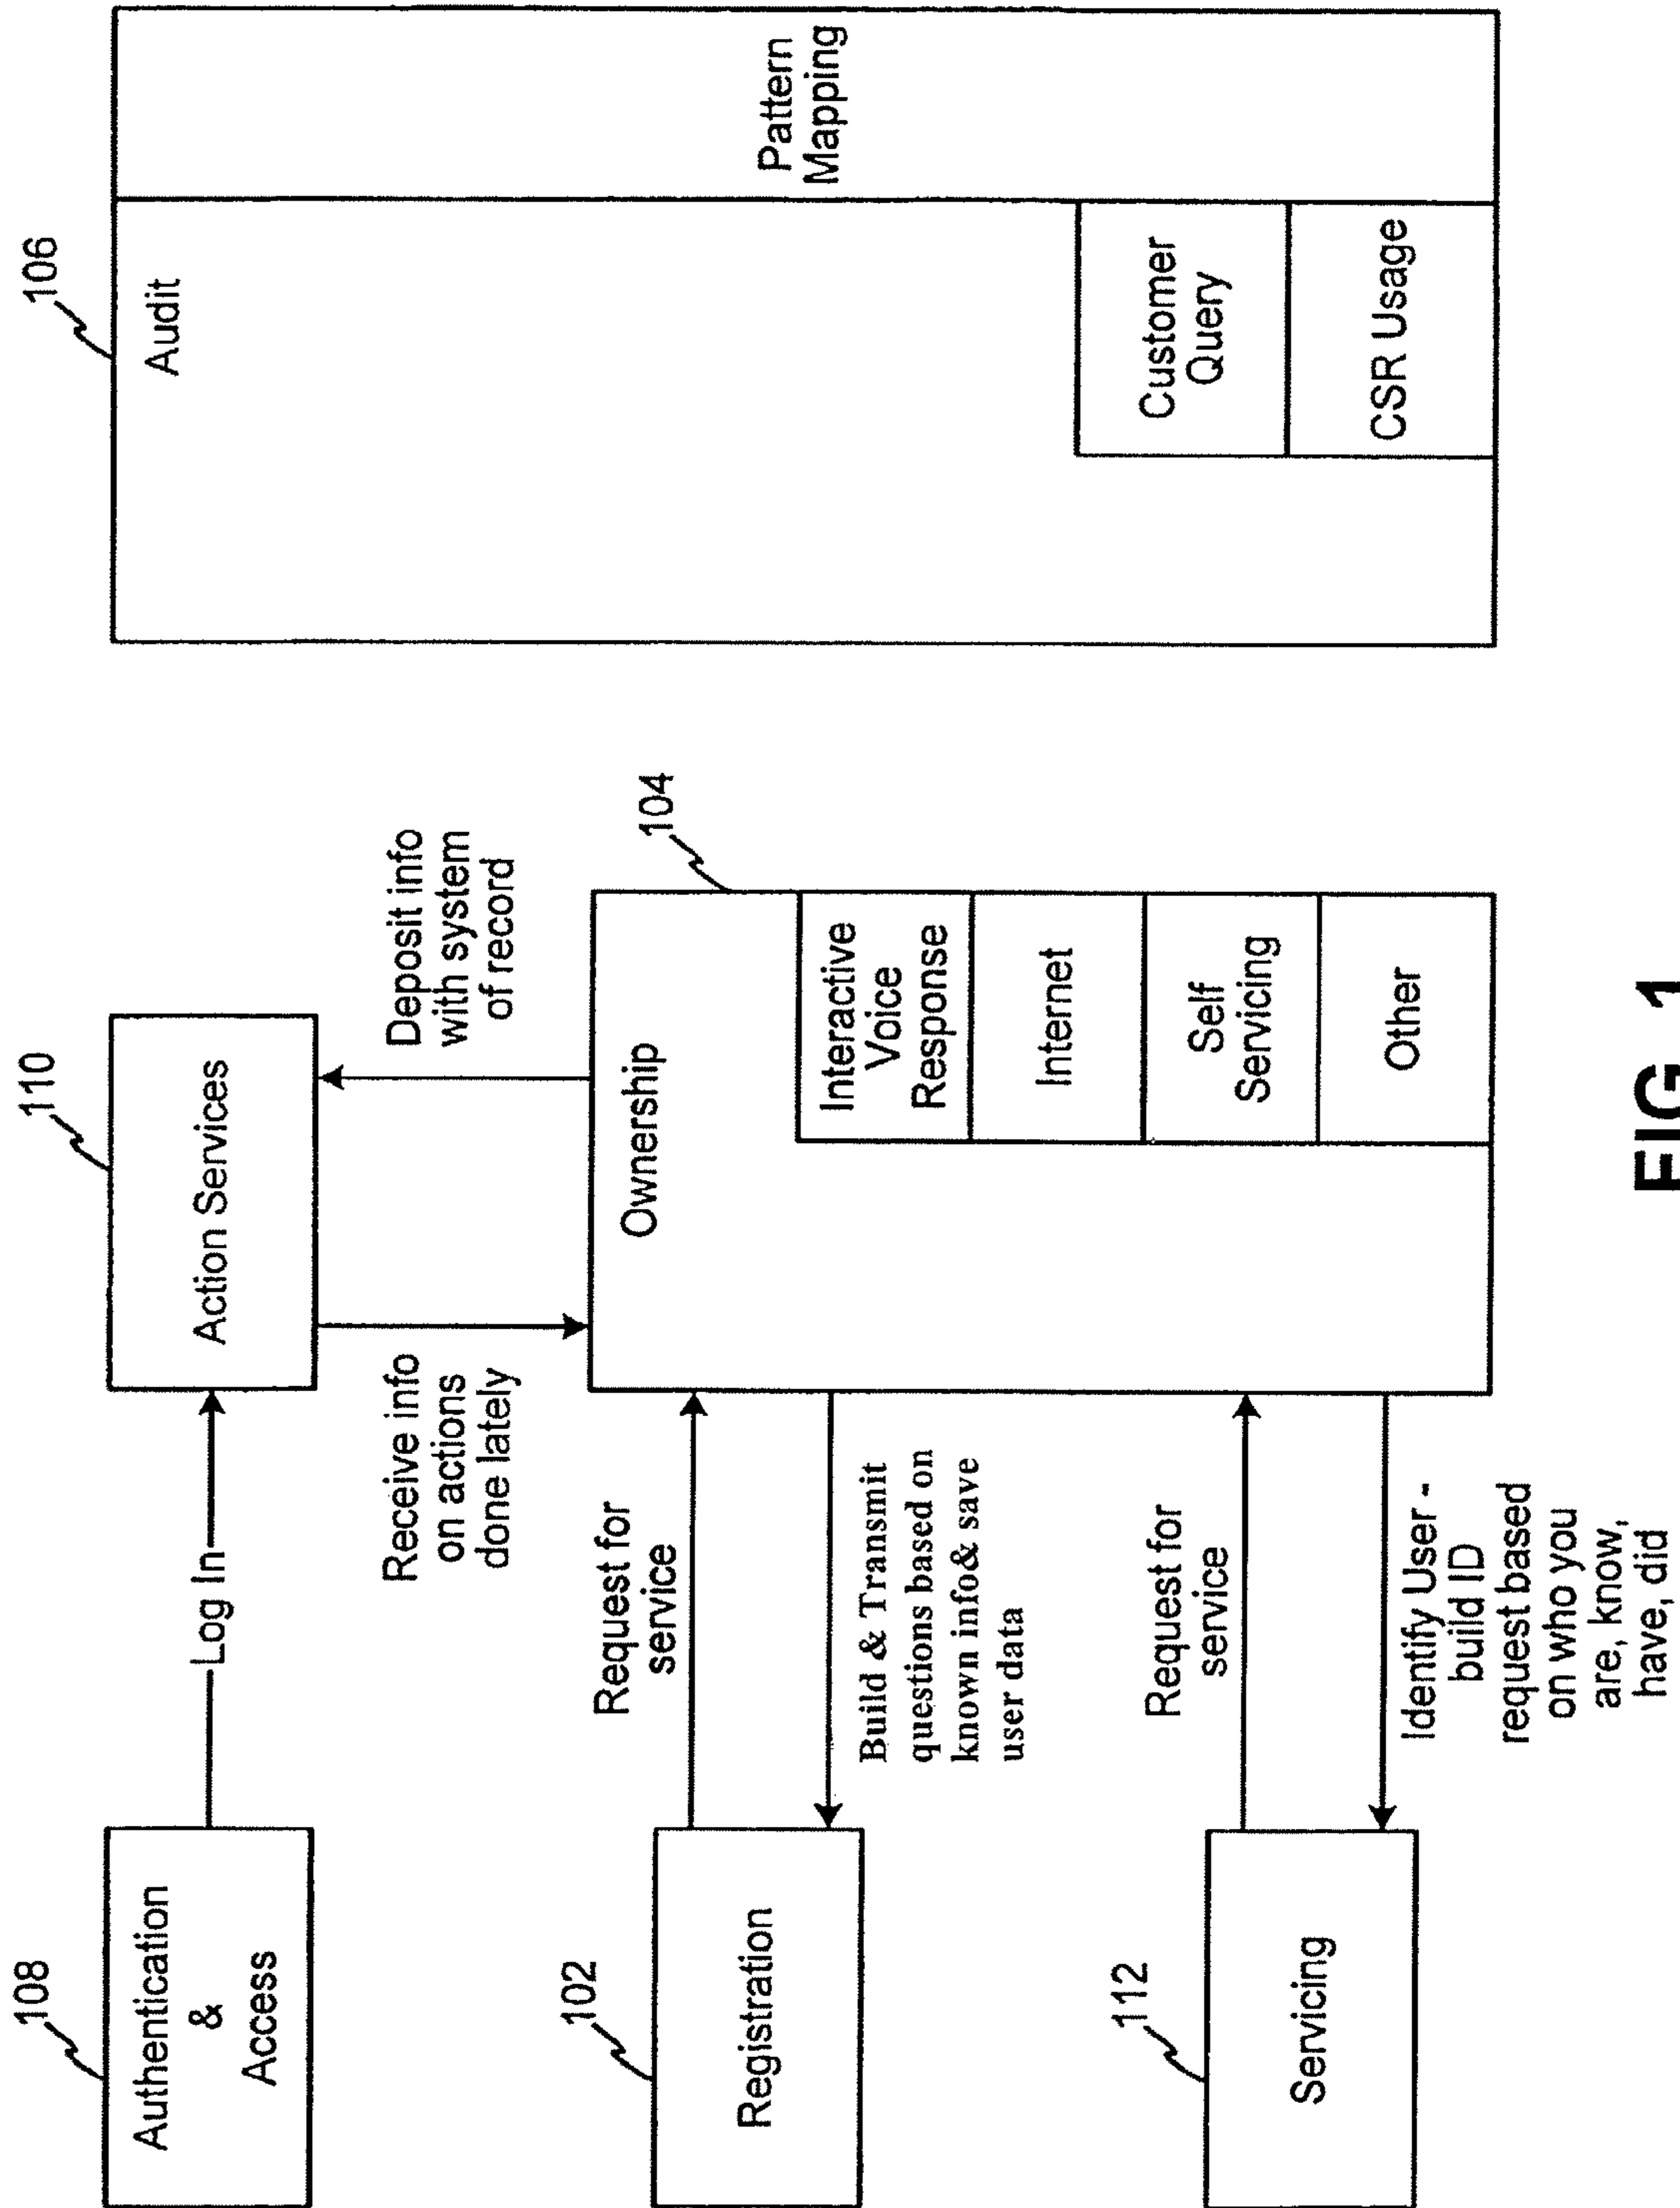 108
Authentication
&
Access
Log In
110
Action Services
106
Audit
Pattern
Mapping
Customer
Query
CSR Usage
Receive info
on actions
done lately
Deposit info
with system
of record
104
Ownership
Interactive
Voice
Response
Internet
Self
Servicing
Other
102
Registration
Request for
service
Build & Transmit
questions based on
known info& save
user data
112
Servicing
Request for
service
Identify User -
build ID
request based
on who you
are, know,
have, did
FIG 1